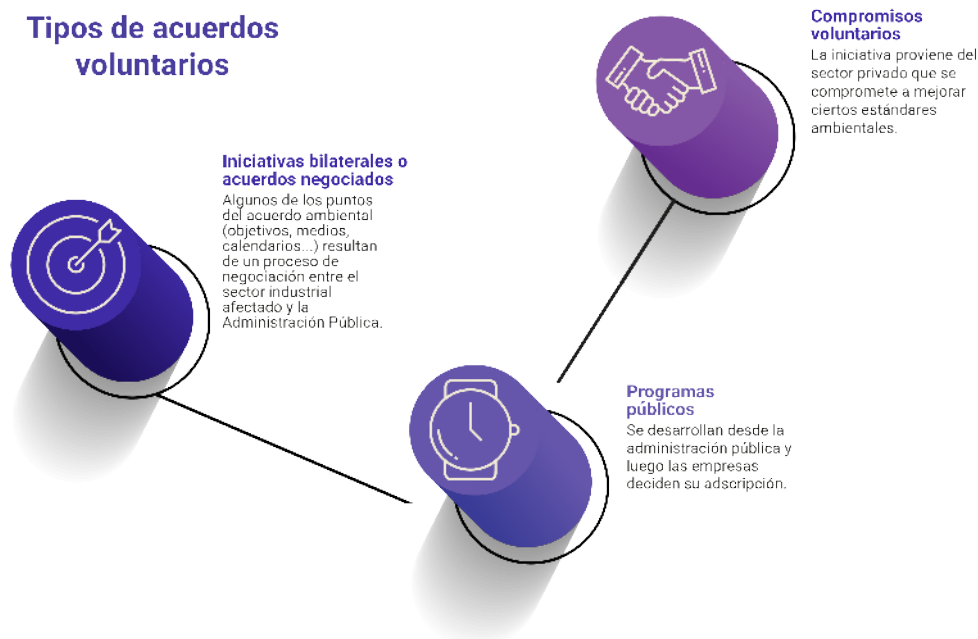 Tipos de acuerdos
voluntarios
Iniciativas bilaterales o
acuerdos negociados
Algunos de los puntos
del acuerdo ambiental
(objetivos, medios,
calendarios...) resultan
de un proceso de
negociación entre el
sector industrial
afectado y la
Administración Pública.
Programas
públicos
Se desarrollan desde la
administración pública y
luego las empresas
deciden su adscripción.
Compromisos
voluntarios
La iniciativa proviene del
sector privado que se
compromete a mejorar
ciertos estándares
ambientales.